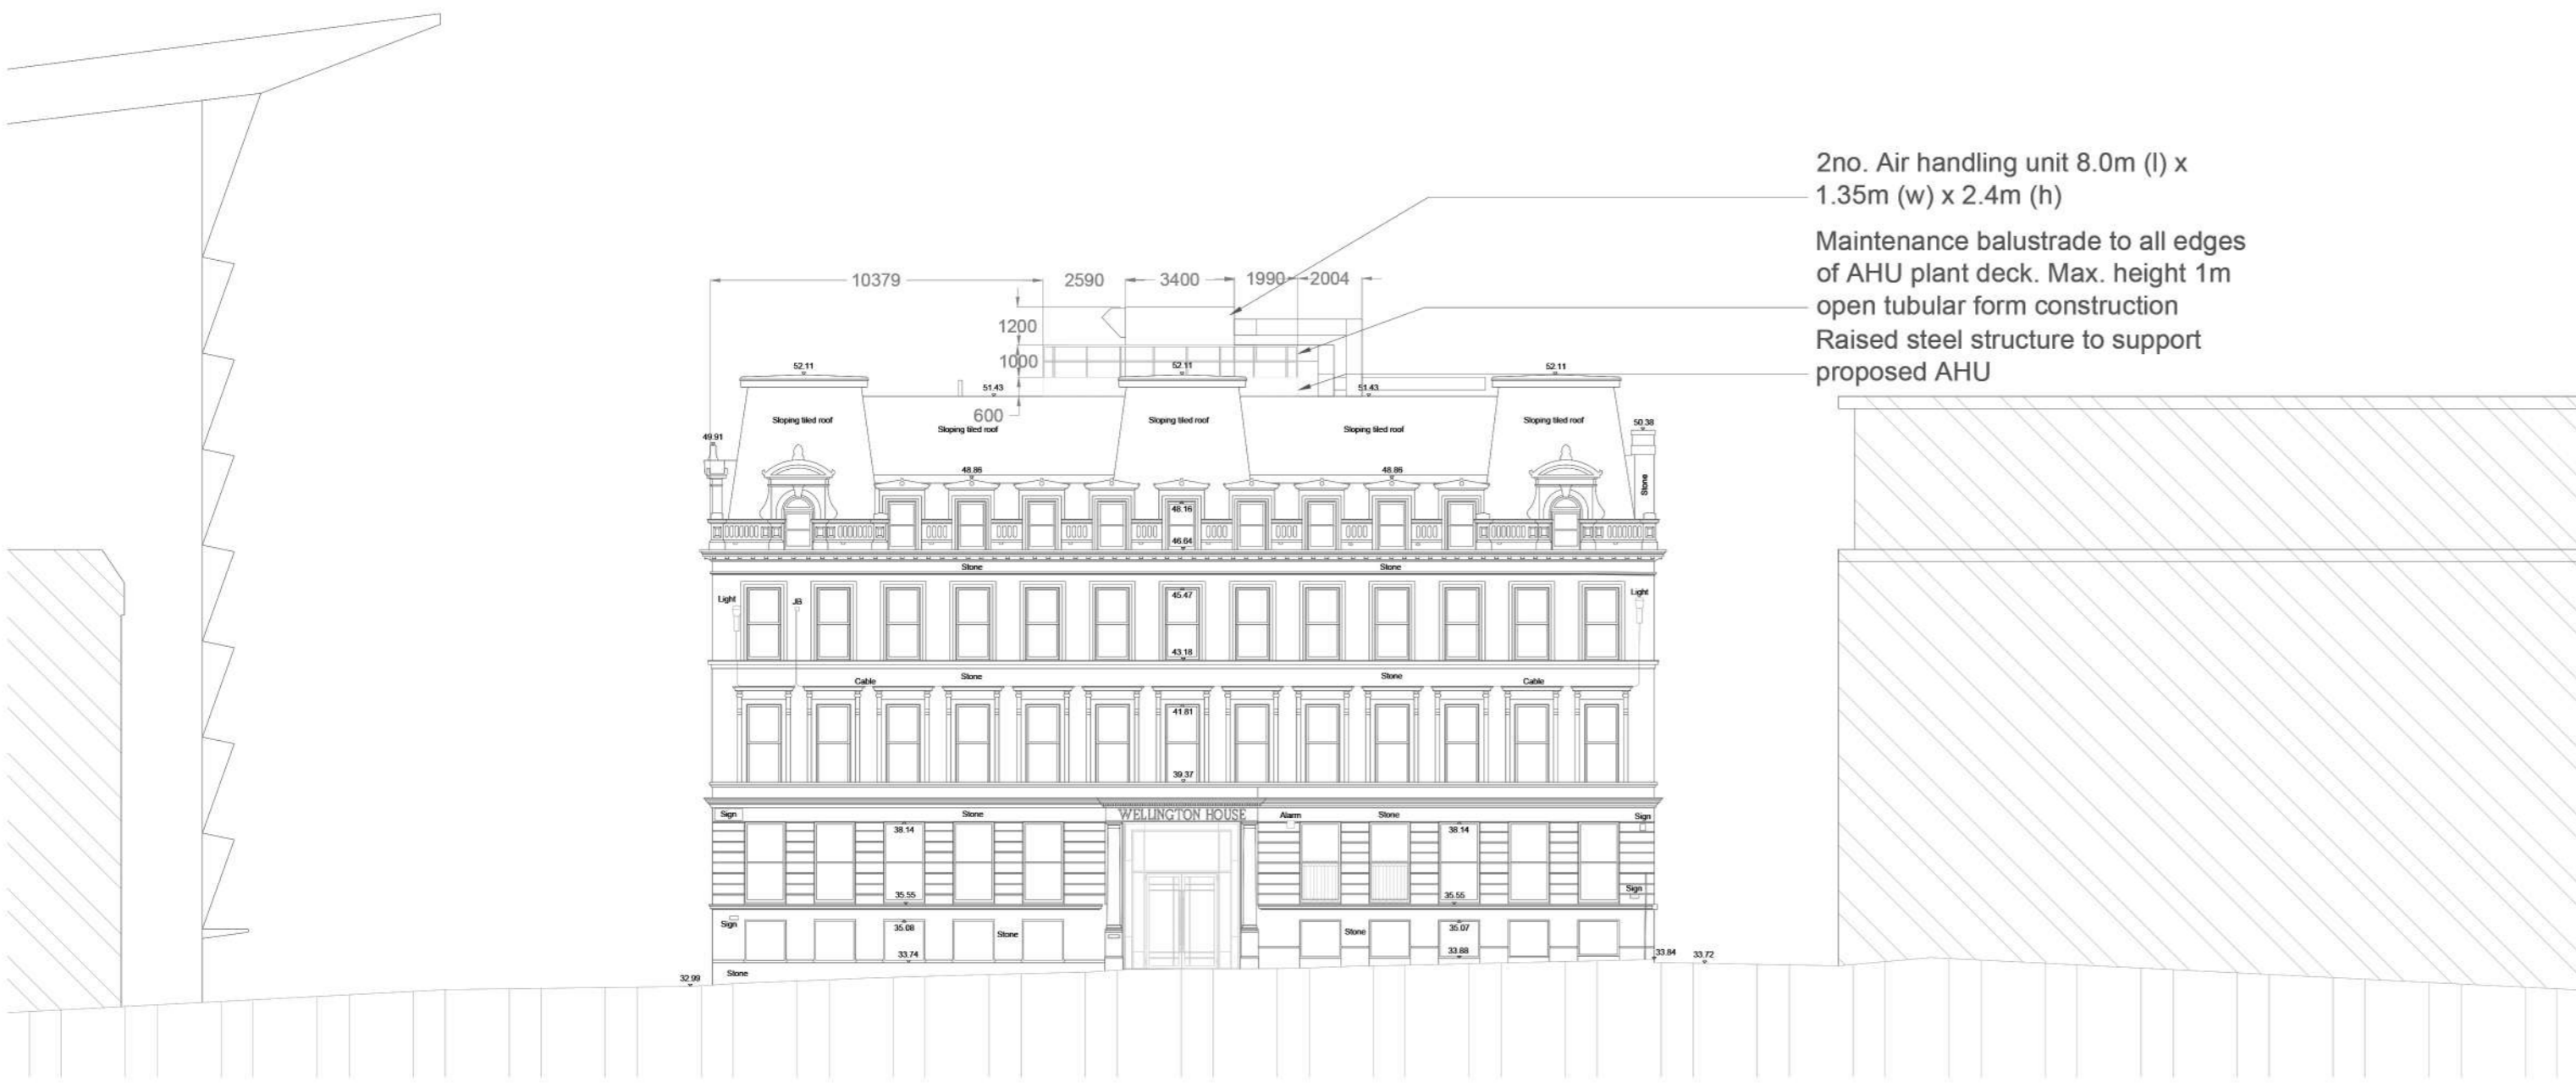 2no. Air handling unit 8.0m (l) x
1.35m (w) x 2.4m (h)
Maintenance balustrade to all edges
of AHU plant deck. Max. height 1m
open tubular form construction
Raised steel structure to support
proposed AHU
10379 2590 3400 1990 2004
1200
1000
600
52.11 52.11 52.11
51.43 51.43
Sloping tiled roof Sloping tiled roof Sloping tiled roof
Sloping tiled roof Sloping tiled roof
49.91 50.38
48.86 48.86
Stone
48.16
46.64
Stone Stone
Light JB 45.47 Light
43.18
Cable Stone Stone Cable
41.81
39.37
Sign Stone WELLINGTON HOUSE Alarm Stone Sign
38.14 38.14
35.55 35.55
Sign
Sign 35.08 Stone Stone 35.07
33.74 33.88 33.84 33.72
32.99 Stone